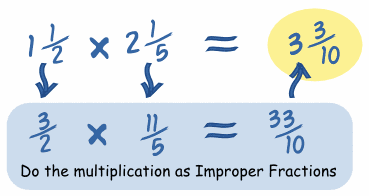 1 1/2 × 2 1/5 = 3 3/10
3/2 × 11/5 = 33/10
Do the multiplication as Improper Fractions